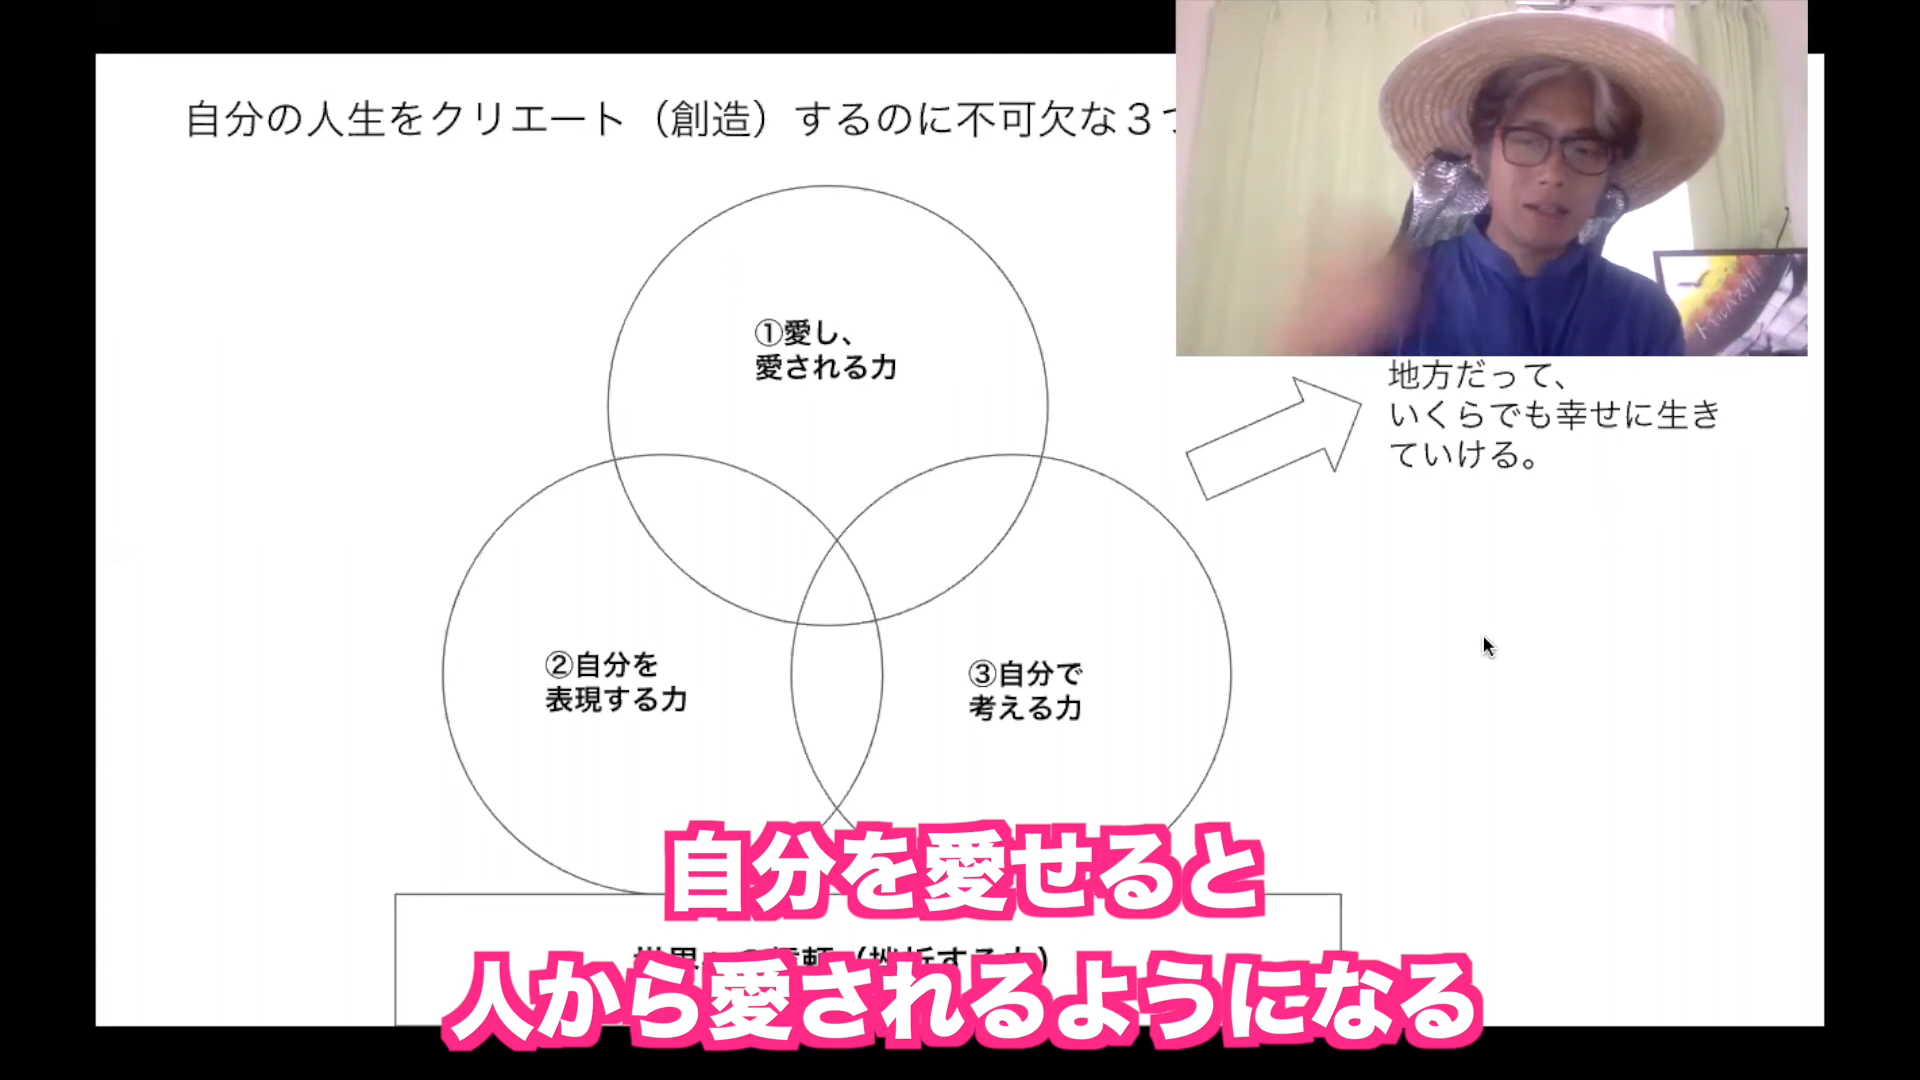 自分の人生をクリエート（創造）するのに不可欠な３つ
①愛し、
愛される力
地方だって、
いくらでも幸せに生き
ていける。
②自分を
表現する力
③自分で
考える力
自分を愛せると
人から愛されるようになる